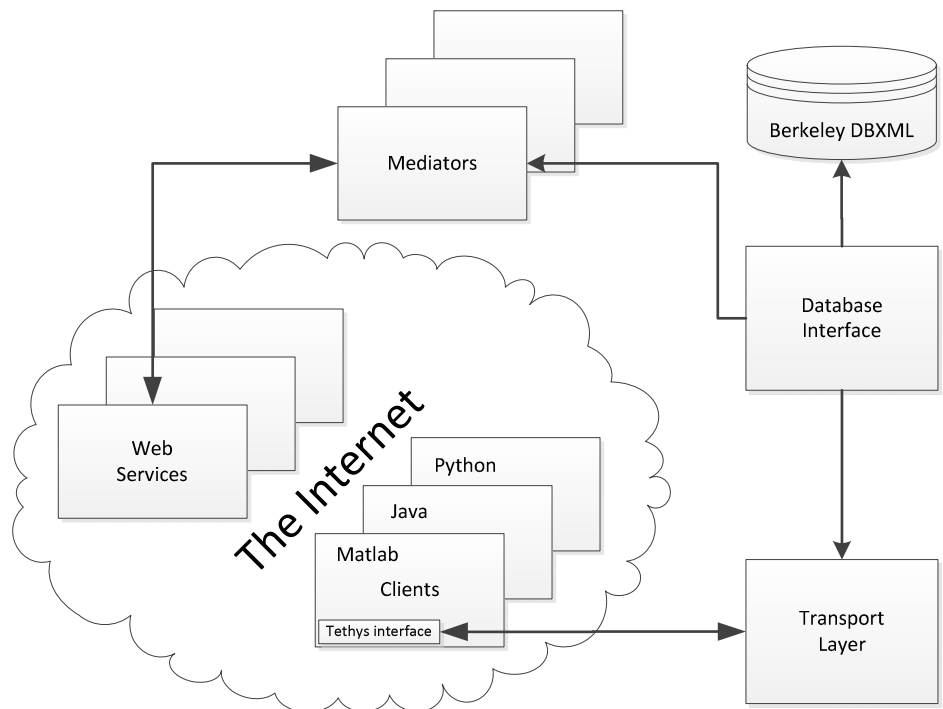 Berkeley DBXML
Mediators
Database
Interface
The Internet
Web
Services
Python
Java
Matlab
Clients
Tethys interface
Transport
Layer